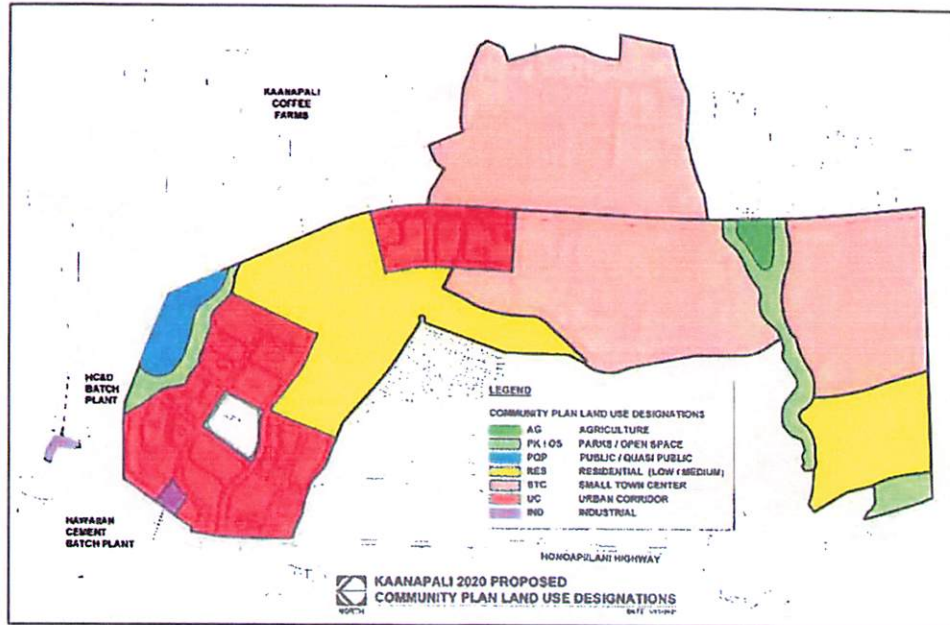 KAANAPALI
COFFEE
FARMS
HC&D
BATCH
PLANT
HAWAIIAN
CEMENT
BATCH PLANT
LEGEND
COMMUNITY PLAN LAND USE DESIGNATIONS
AG AGRICULTURE
PK / OS PARKS / OPEN SPACE
PQP PUBLIC / QUASI PUBLIC
RES RESIDENTIAL (LOW / MEDIUM)
STC SMALL TOWN CENTER
UC URBAN CORRIDOR
IND INDUSTRIAL
HONOAPIILANI HIGHWAY
NORTH
KAANAPALI 2020 PROPOSED
COMMUNITY PLAN LAND USE DESIGNATIONS
DATE